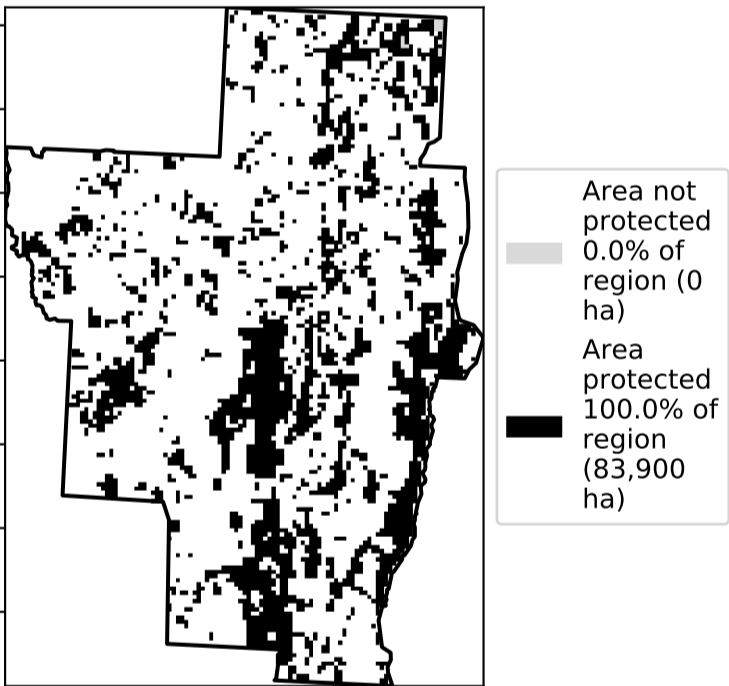 Area not
protected
0.0% of
region (0
ha)
Area
protected
100.0% of
region
(83,900
ha)